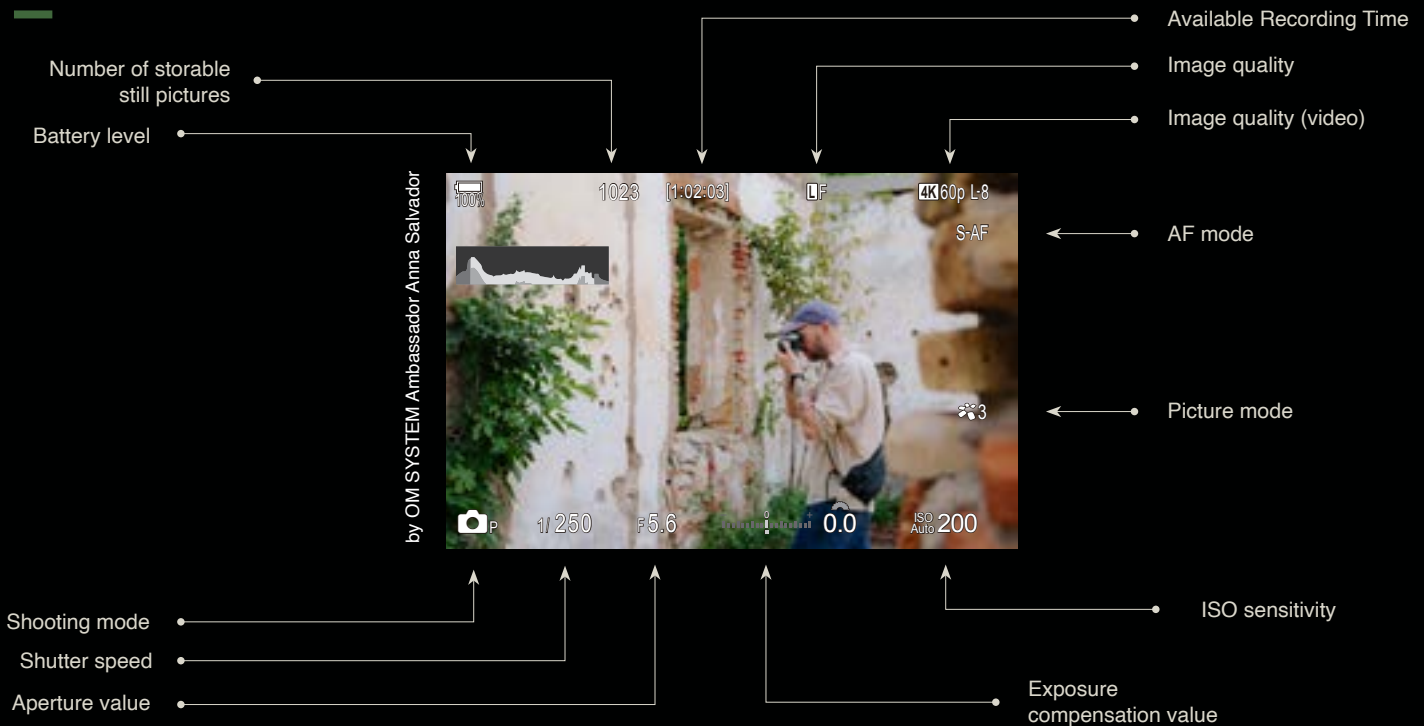 Available Recording Time
Number of storable
still pictures
Image quality
Battery level
Image quality (video)
by OM SYSTEM Ambassador Anna Salvador
100%
1023
[1:02:03]
L F
4K 60p L-8
S-AF
AF mode
3
Picture mode
P
1/ 250
F5.6
0
+
0.0
ISO
Auto
200
Shooting mode
ISO sensitivity
Shutter speed
Aperture value
Exposure
compensation value